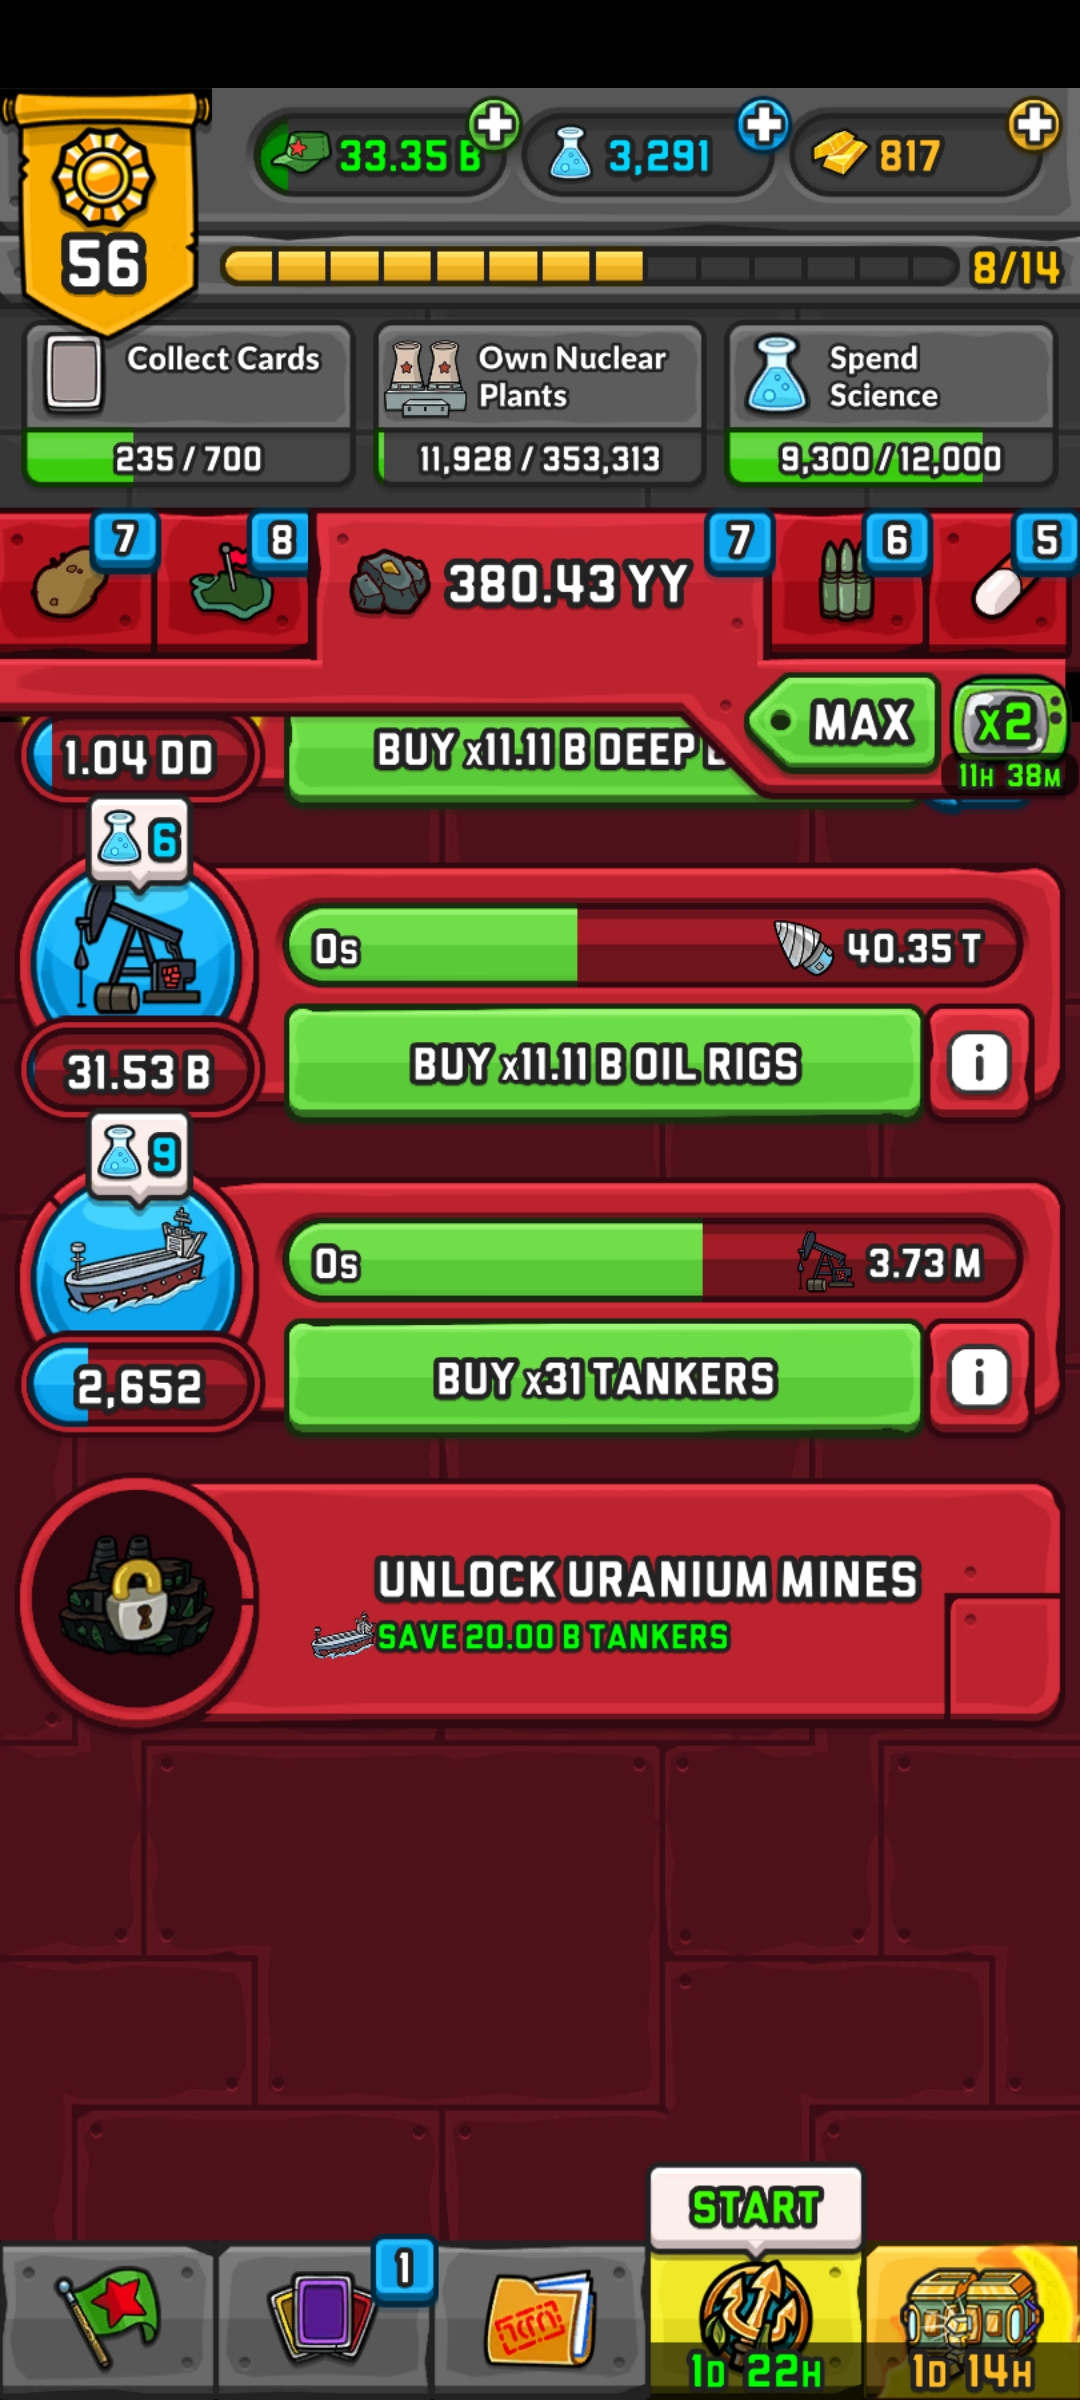 33.35 B
3,291
817
56
8/14
Collect Cards
235 / 700
Own Nuclear
Plants
11,928 / 353,313
Spend
Science
9,300 / 12,000
7
8
380.43 YY
7
6
5
MAX
x2
11H 38M
1.04 DD
BUY x11.11 B DEEP
6
0s
40.35 T
31.53 B
BUY x11.11 B OIL RIGS
i
9
0s
3.73 M
2,652
BUY x31 TANKERS
i
UNLOCK URANIUM MINES
SAVE 20.00 B TANKERS
START
1
1D 22H
1D 14H